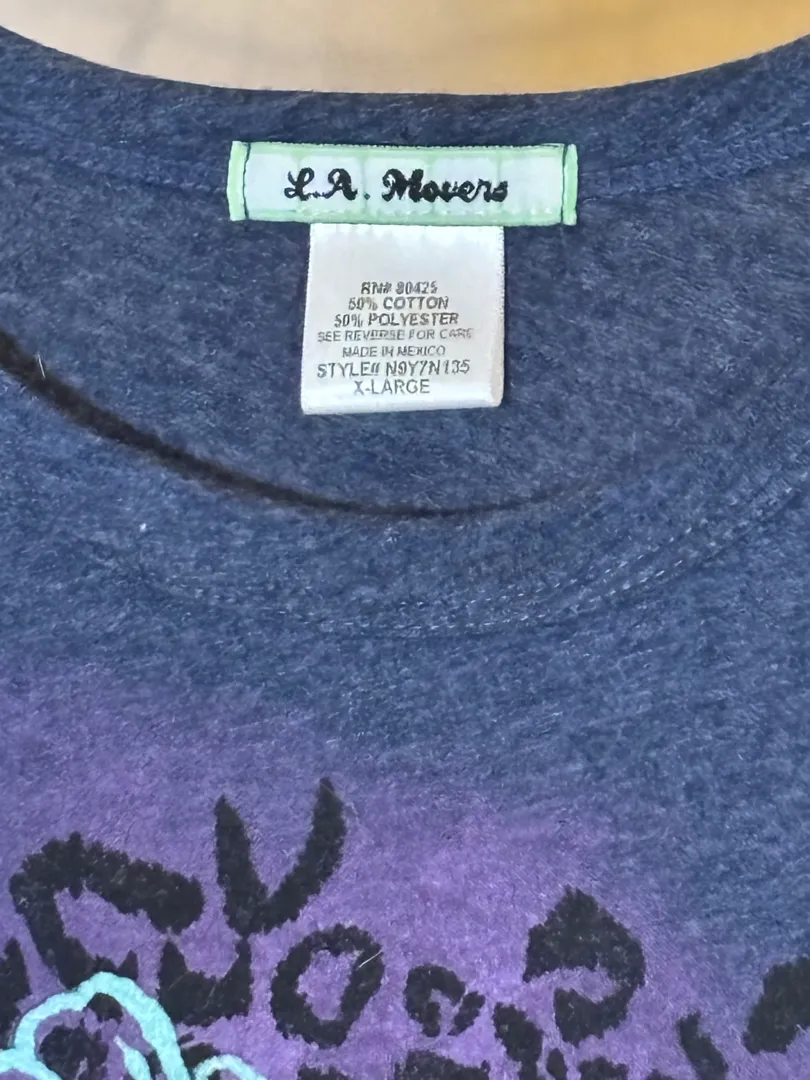 L.A. Movers
RN# 80425
50% COTTON
50% POLYESTER
SEE REVERSE FOR CARE
MADE IN MEXICO
STYLE# N9Y7N135
X-LARGE